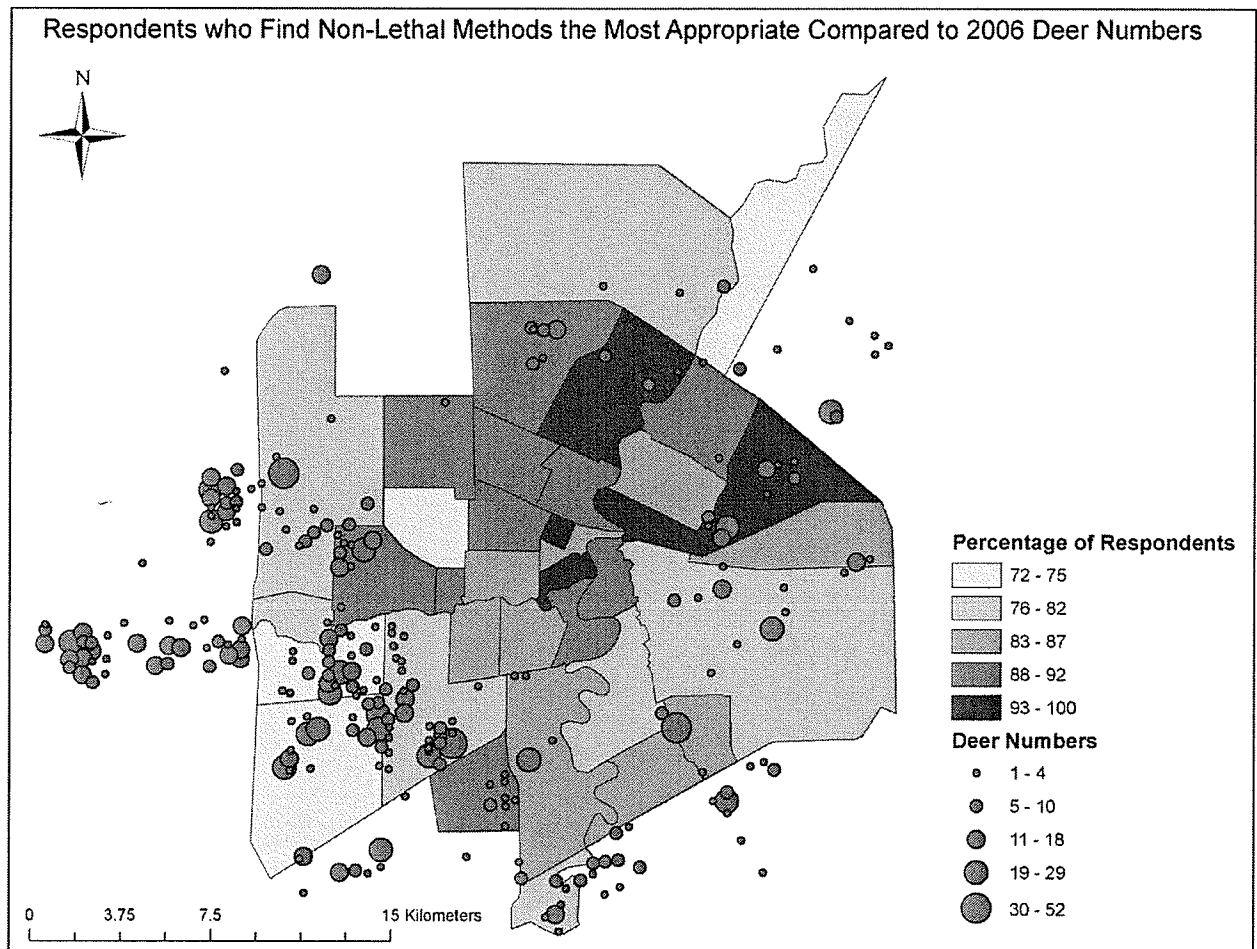 Respondents who Find Non-Lethal Methods the Most Appropriate Compared to 2006 Deer Numbers
N
Percentage of Respondents
72 - 75
76 - 82
83 - 87
88 - 92
93 - 100
Deer Numbers
1 - 4
5 - 10
11 - 18
19 - 29
30 - 52
0 3.75 7.5 15 Kilometers